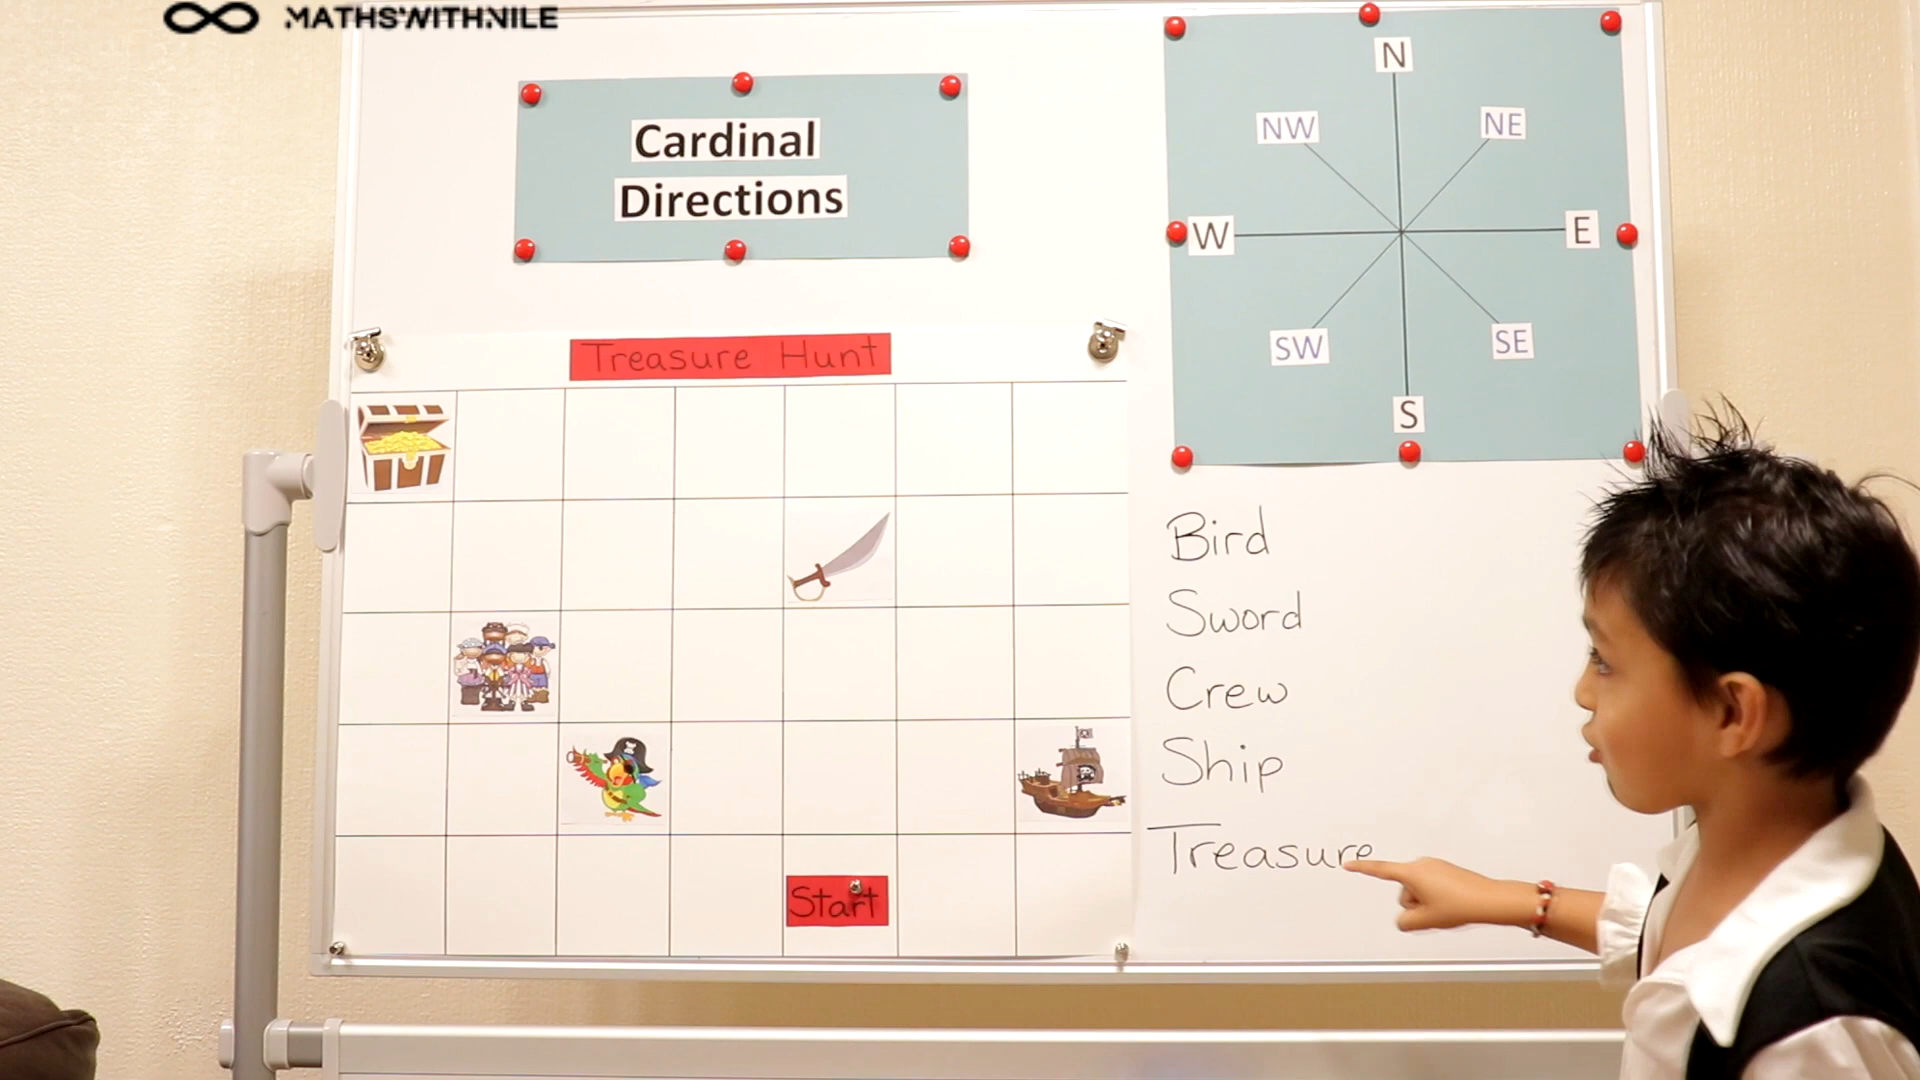 MATHSWITHNILE
Cardinal
Directions
N
NW
NE
W
E
SW
SE
S
Treasure Hunt
Start
Bird
Sword
Crew
Ship
Treasure